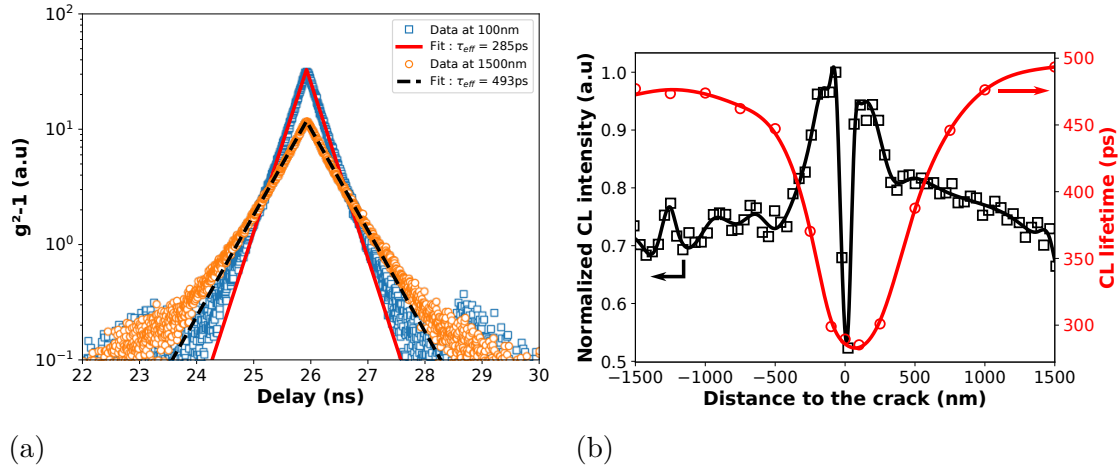 10²
10¹
10⁰
10⁻¹
g²-1 (a.u)
22 23 24 25 26 27 28 29 30
Delay (ns)
Data at 100nm
Fit : τeff = 285ps
Data at 1500nm
Fit : τeff = 493ps
(a)
1.0
0.9
0.8
0.7
0.6
0.5
Normalized CL intensity (a.u)
−1500 −1000 −500 0 500 1000 1500
Distance to the crack (nm)
500
450
400
350
300
CL lifetime (ps)
(b)